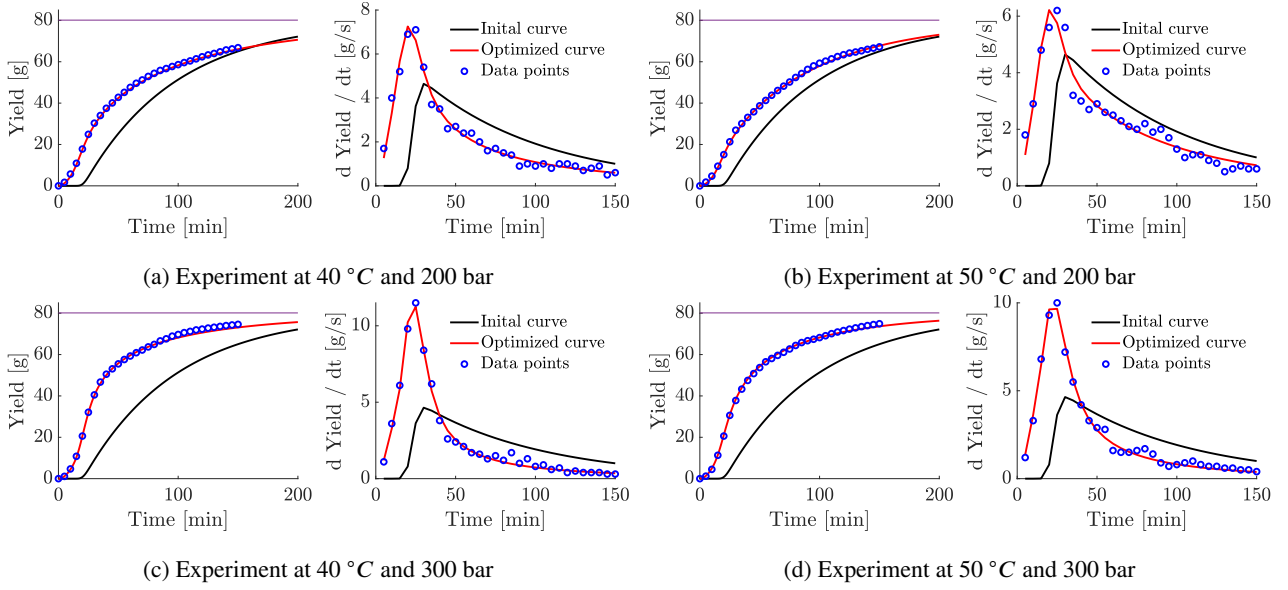 80
60
40
20
0
Yield [g]
0 100 200
Time [min]
8
6
4
2
0
d Yield / dt [g/s]
Inital curve
Optimized curve
Data points
0 50 100 150
Time [min]
(a) Experiment at 40 °C and 200 bar
80
60
40
20
0
Yield [g]
0 100 200
Time [min]
6
4
2
0
d Yield / dt [g/s]
Inital curve
Optimized curve
Data points
0 50 100 150
Time [min]
(b) Experiment at 50 °C and 200 bar
80
60
40
20
0
Yield [g]
0 100 200
Time [min]
10
5
0
d Yield / dt [g/s]
Inital curve
Optimized curve
Data points
0 50 100 150
Time [min]
(c) Experiment at 40 °C and 300 bar
80
60
40
20
0
Yield [g]
0 100 200
Time [min]
10
5
0
d Yield / dt [g/s]
Inital curve
Optimized curve
Data points
0 50 100 150
Time [min]
(d) Experiment at 50 °C and 300 bar